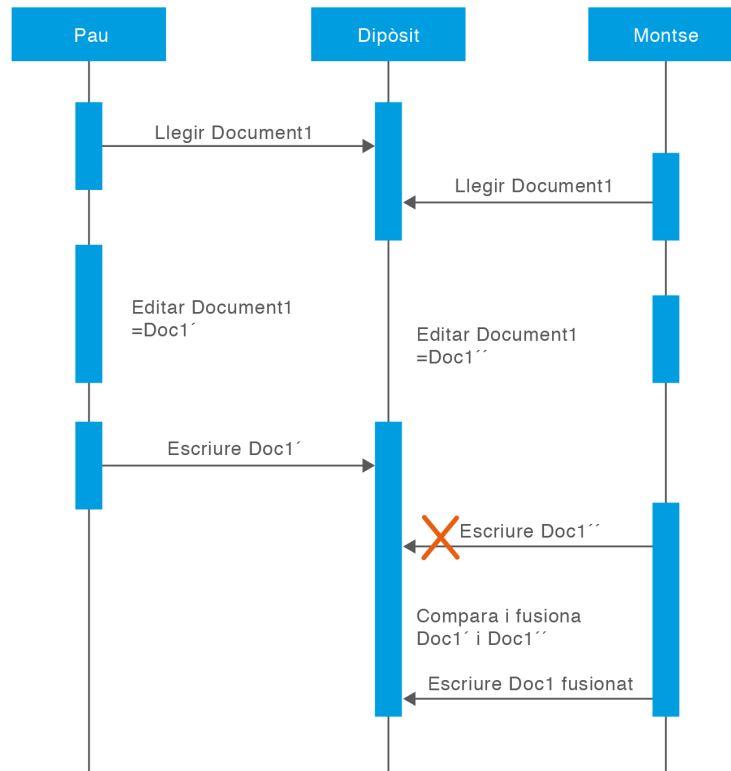 Pau
Dipòsit
Montse
Llegir Document1
Llegir Document1
Editar Document1
=Doc1´
Editar Document1
=Doc1´´
Escriure Doc1´
Escriure Doc1´´
Compara i fusiona
Doc1´ i Doc1´´
Escriure Doc1 fusionat